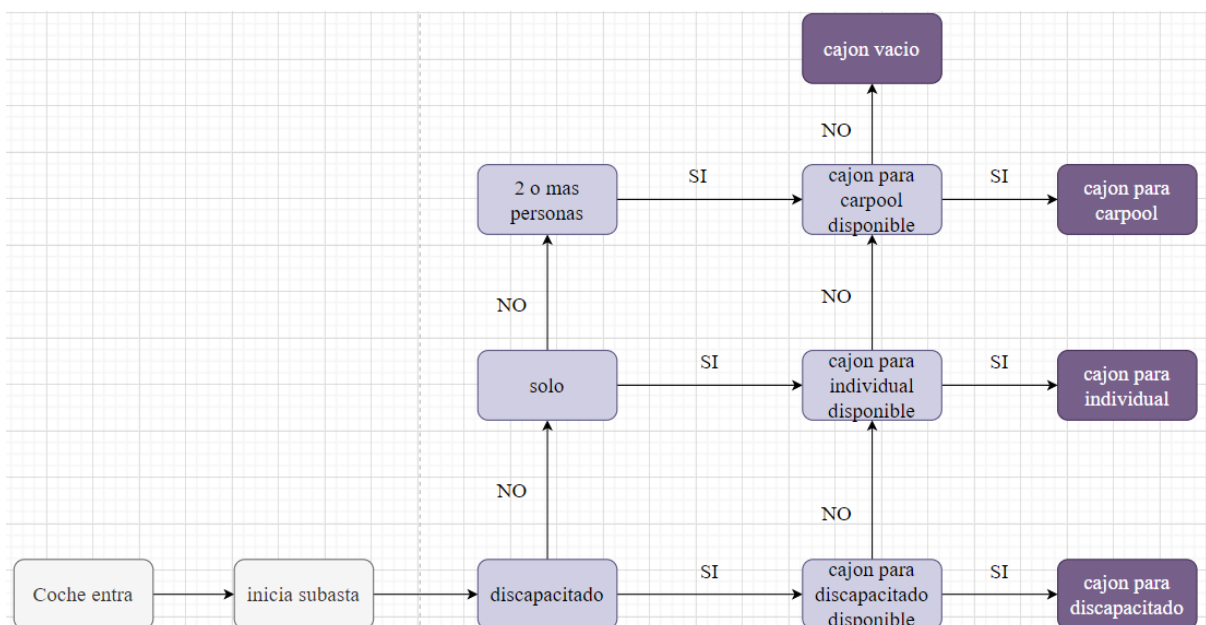 cajon vacio
NO
2 o mas
personas
SI
cajon para
carpool
disponible
SI
cajon para
carpool
NO
NO
solo
SI
cajon para
individual
disponible
SI
cajon para
individual
NO
NO
Coche entra
inicia subasta
discapacitado
SI
cajon para
discapacitado
disponible
SI
cajon para
discapacitado